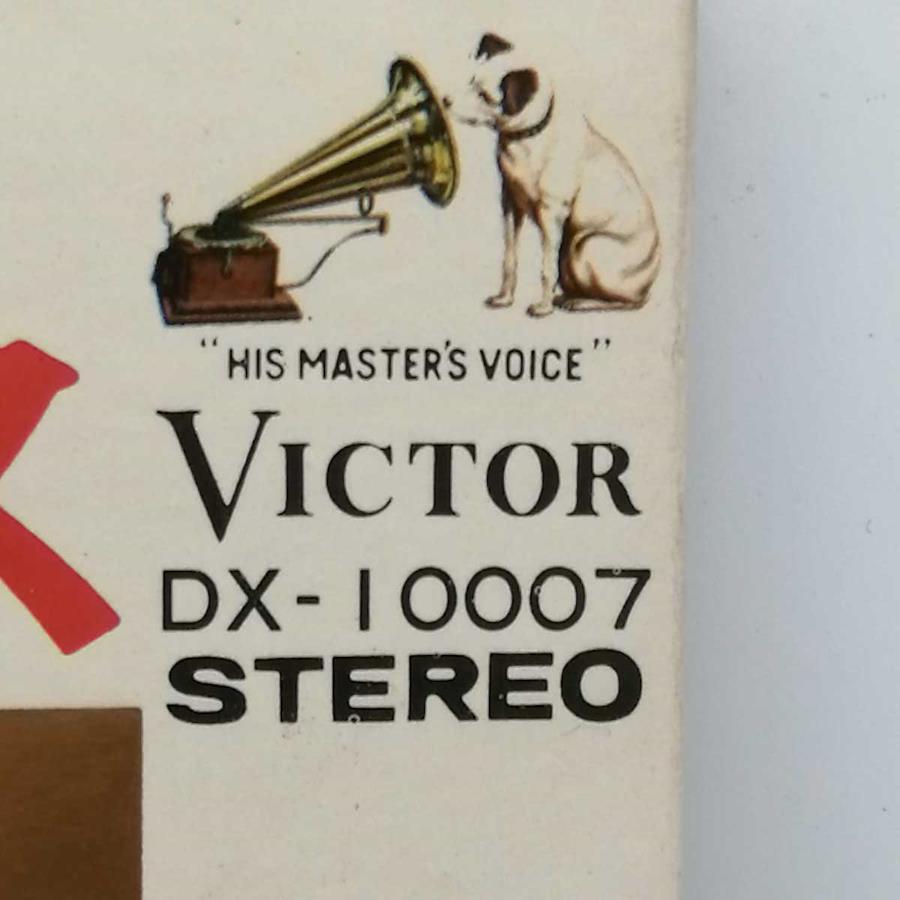 "HIS MASTER'S VOICE"
VICTOR
DX-10007
STEREO